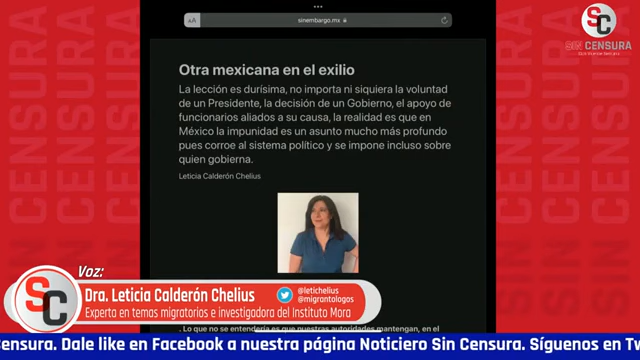 AA
sinembargo.mx
SC
SIN CENSURA
Otra mexicana en el exilio
La lección es durísima, no importa ni siquiera la voluntad
de un Presidente, la decisión de un Gobierno, el apoyo de
funcionarios aliados a su causa, la realidad es que en
México la impunidad es un asunto mucho más profundo
pues corroe al sistema político y se impone incluso sobre
quien gobierna.
Leticia Calderón Chelius
CENSURA
Voz:
SC
Dra. Leticia Calderón Chelius
@letichelius
@migrantologos
Experta en temas migratorios e investigadora del Instituto Mora
. Lo que no se entendería es que nuestras autoridades mantengan, en el
ensura. Dale like en Facebook a nuestra página Noticiero Sin Censura. Síguenos en Tw